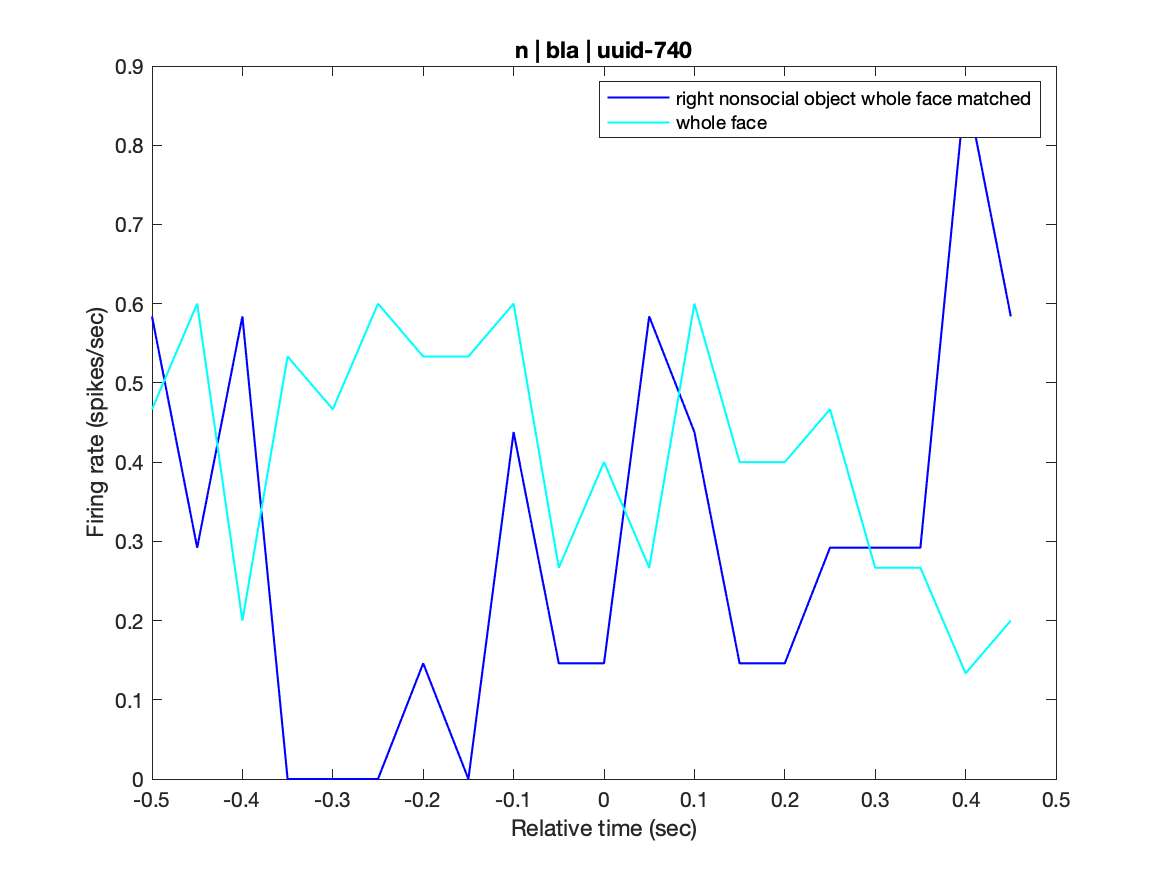 n | bla | uuid-740
right nonsocial object whole face matched
whole face
0.9
0.8
0.7
0.6
0.5
0.4
0.3
0.2
0.1
0
Firing rate (spikes/sec)
-0.5 -0.4 -0.3 -0.2 -0.1 0 0.1 0.2 0.3 0.4 0.5
Relative time (sec)